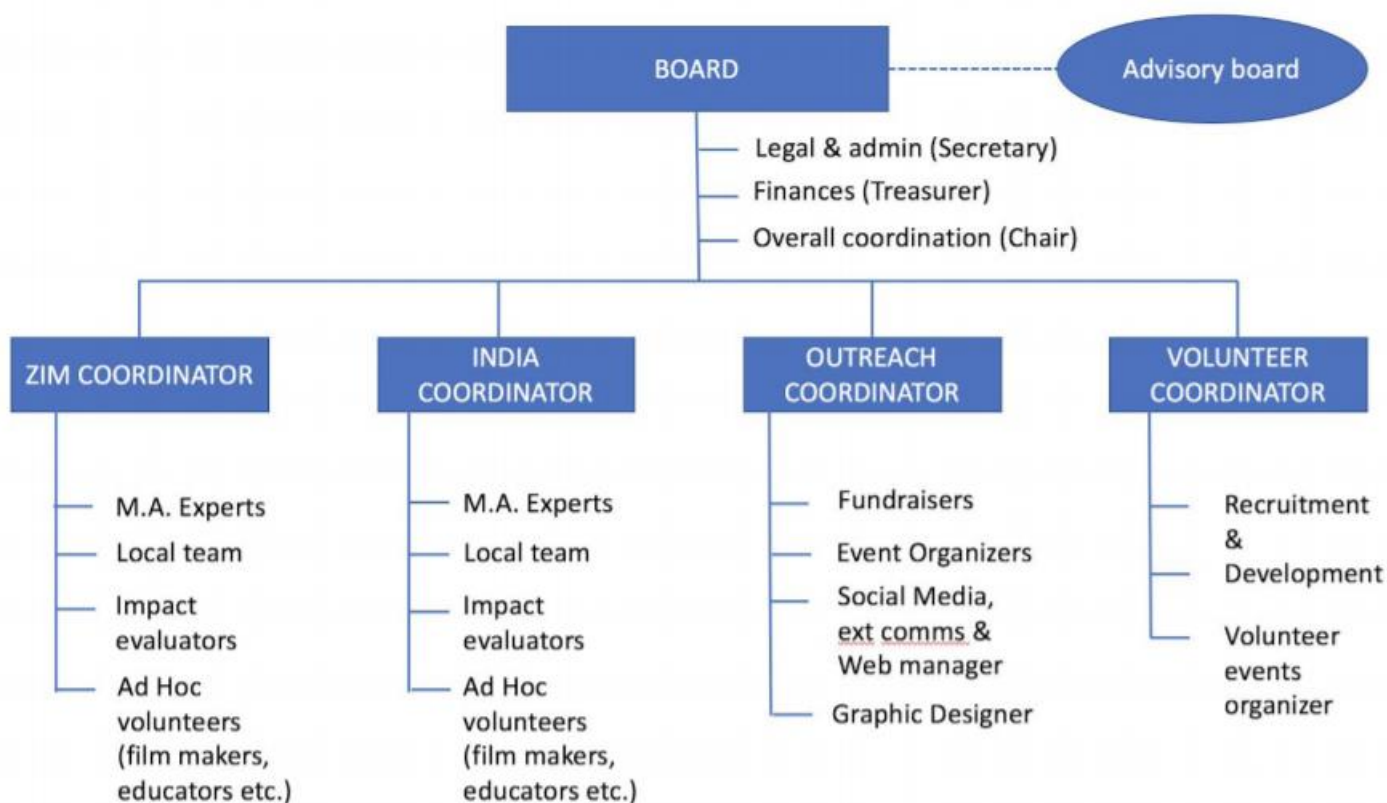 BOARD
Advisory board
Legal & admin (Secretary)
Finances (Treasurer)
Overall coordination (Chair)
ZIM COORDINATOR
INDIA
COORDINATOR
OUTREACH
COORDINATOR
VOLUNTEER
COORDINATOR
M.A. Experts
Local team
Impact
evaluators
Ad Hoc
volunteers
(film makers,
educators etc.)
M.A. Experts
Local team
Impact
evaluators
Ad Hoc
volunteers
(film makers,
educators etc.)
Fundraisers
Event Organizers
Social Media,
ext comms &
Web manager
Graphic Designer
Recruitment
&
Development
Volunteer
events
organizer